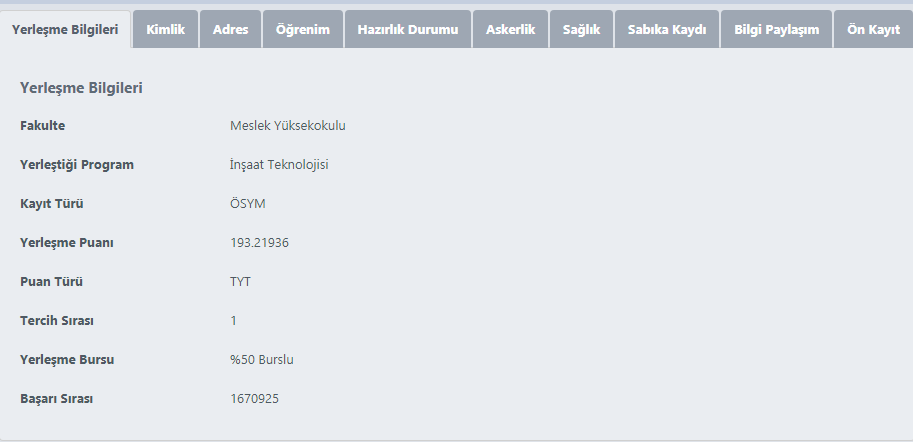 Yerleşme Bilgileri Kimlik Adres Öğrenim Hazırlık Durumu Askerlik Sağlık Sabıka Kaydı Bilgi Paylaşım Ön Kayıt
Yerleşme Bilgileri
Fakulte Meslek Yüksekokulu
Yerleştiği Program İnşaat Teknolojisi
Kayıt Türü ÖSYM
Yerleşme Puanı 193.21936
Puan Türü TYT
Tercih Sırası 1
Yerleşme Bursu %50 Burslu
Başarı Sırası 1670925